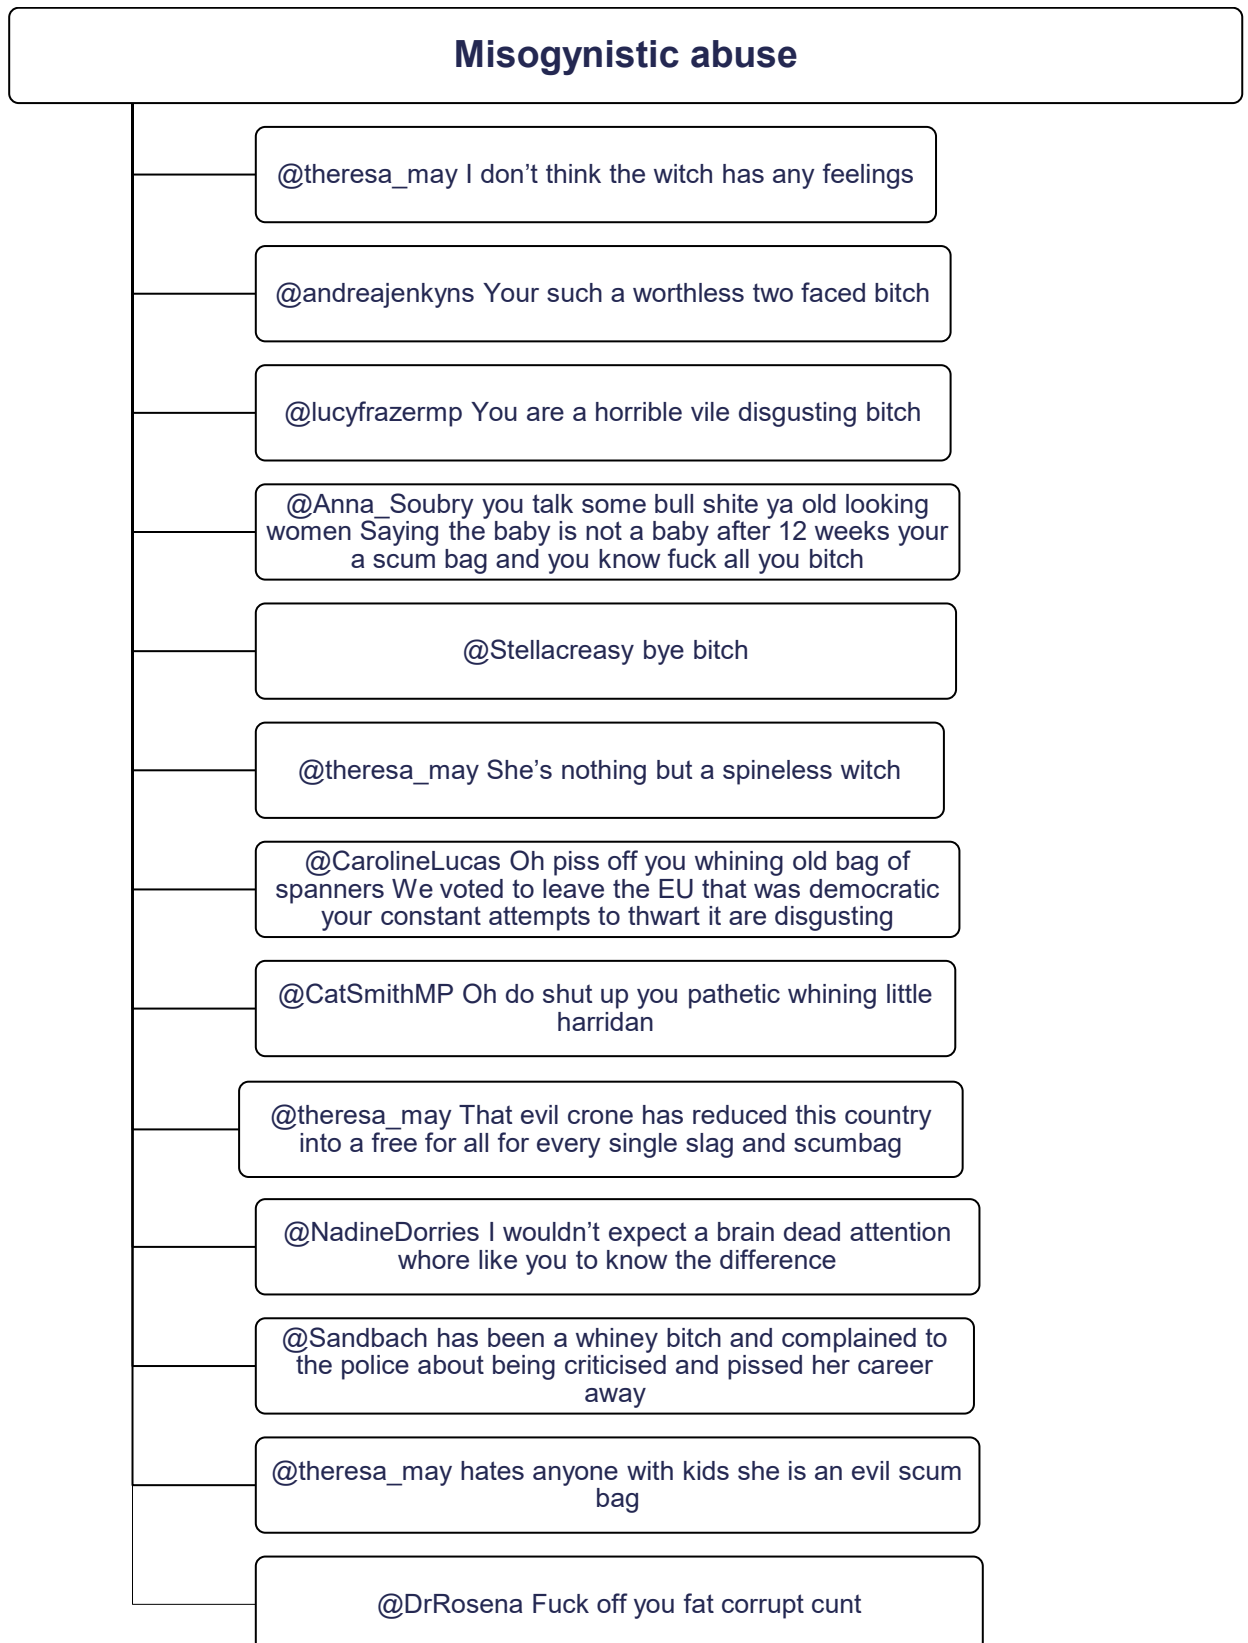 Misogynistic abuse
@theresa_may I don’t think the witch has any feelings
@andreajenkyns Your such a worthless two faced bitch
@lucyfrazermp You are a horrible vile disgusting bitch
@Anna_Soubry you talk some bull shite ya old looking
women Saying the baby is not a baby after 12 weeks your
a scum bag and you know fuck all you bitch
@Stellacreasy bye bitch
@theresa_may She’s nothing but a spineless witch
@CarolineLucas Oh piss off you whining old bag of
spanners We voted to leave the EU that was democratic
your constant attempts to thwart it are disgusting
@CatSmithMP Oh do shut up you pathetic whining little
harridan
@theresa_may That evil crone has reduced this country
into a free for all for every single slag and scumbag
@NadineDorries I wouldn’t expect a brain dead attention
whore like you to know the difference
@Sandbach has been a whiney bitch and complained to
the police about being criticised and pissed her career
away
@theresa_may hates anyone with kids she is an evil scum
bag
@DrRosena Fuck off you fat corrupt cunt